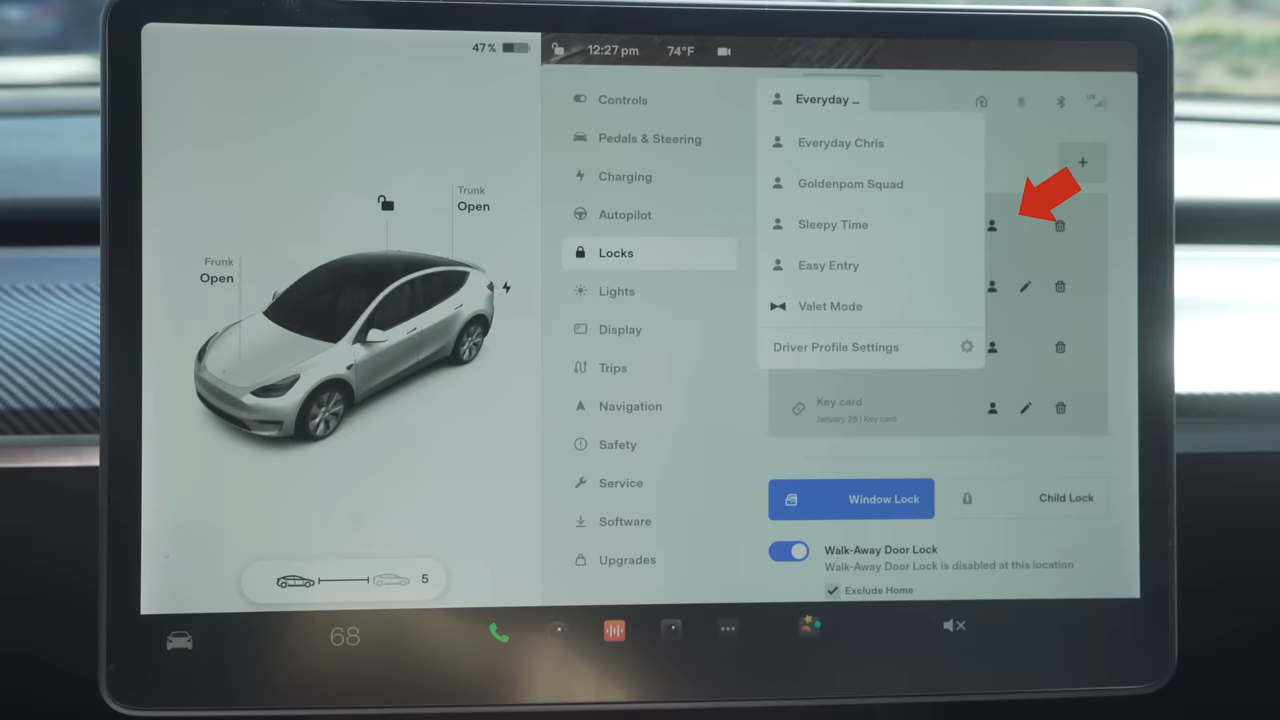 47%
12:27 pm
74°F
Trunk
Open
Frunk
Open
5
Controls
Pedals & Steering
Charging
Autopilot
Locks
Lights
Display
Trips
Navigation
Safety
Service
Software
Upgrades
Everyday ...
LTE
Everyday Chris
Goldenpom Squad
Sleepy Time
Easy Entry
Valet Mode
Driver Profile Settings
+
Key card
January 26 | Key card
Window Lock
Child Lock
Walk-Away Door Lock
Walk-Away Door Lock is disabled at this location
Exclude Home
68